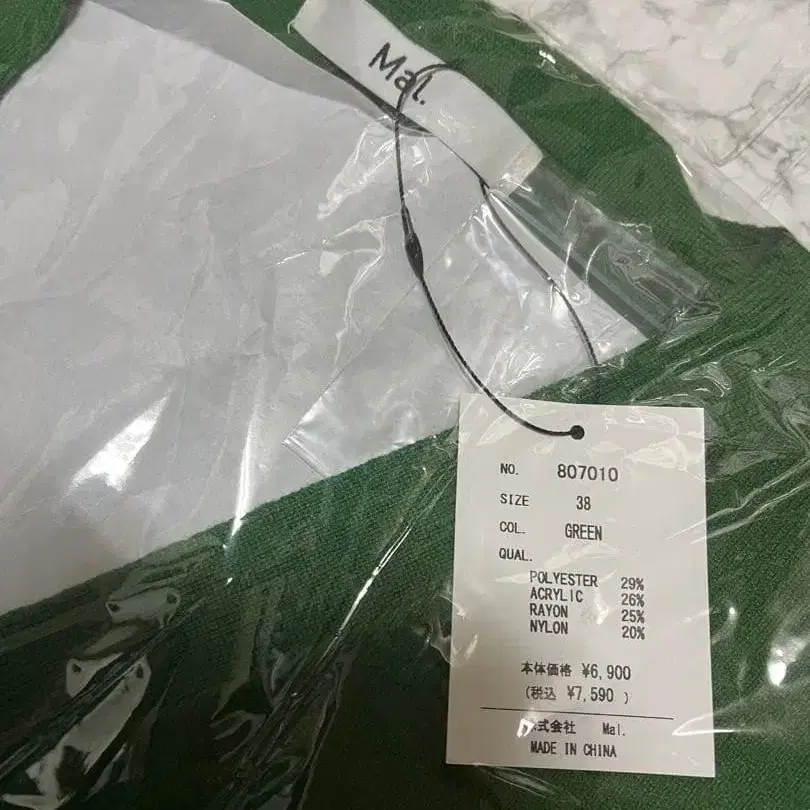 Mal.
NO. 807010
SIZE 38
COL. GREEN
QUAL.
POLYESTER 29%
ACRYLIC 26%
RAYON 25%
NYLON 20%
本体価格 ¥6,900
(税込 ¥7,590 )
株式会社 Mal.
MADE IN CHINA